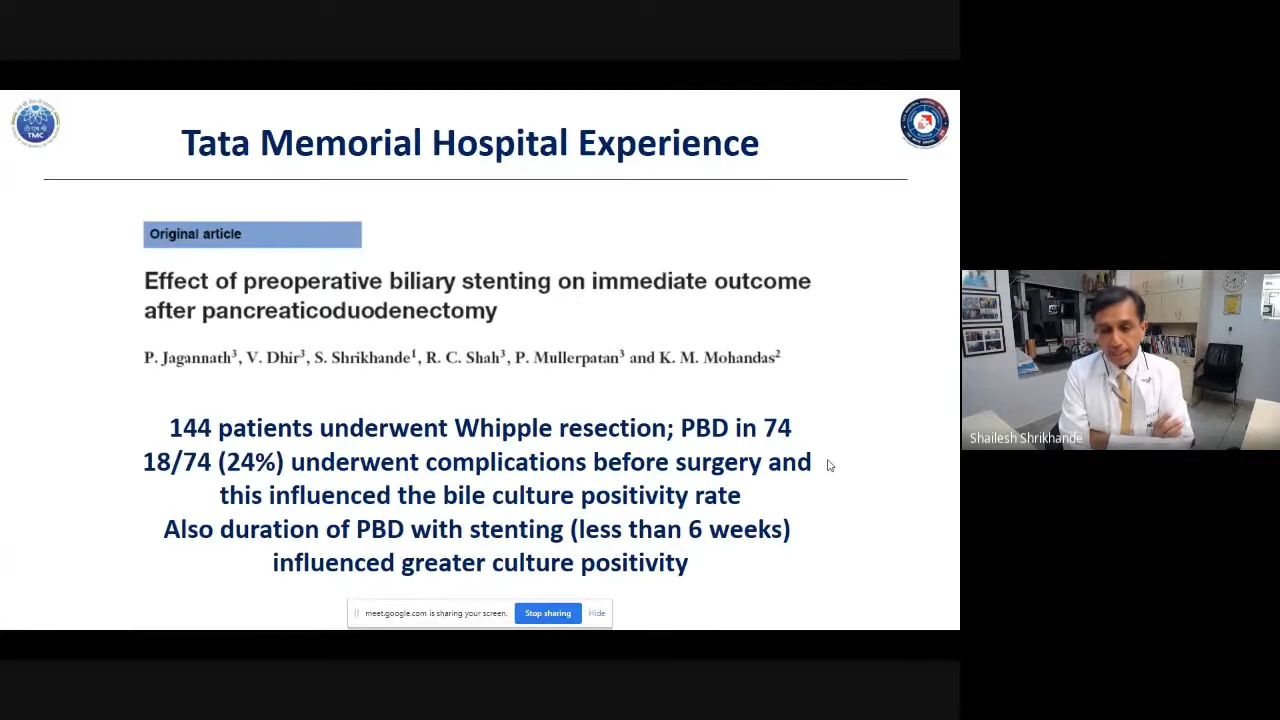 Tata Memorial Hospital Experience
TMC
Original article
Effect of preoperative biliary stenting on immediate outcome
after pancreaticoduodenectomy
P. Jagannath³, V. Dhir³, S. Shrikhande¹, R. C. Shah³, P. Mullerpatan³ and K. M. Mohandas²
144 patients underwent Whipple resection; PBD in 74
18/74 (24%) underwent complications before surgery and
this influenced the bile culture positivity rate
Also duration of PBD with stenting (less than 6 weeks)
influenced greater culture positivity
meet.google.com is sharing your screen. Stop sharing Hide
Shailesh Shrikhande